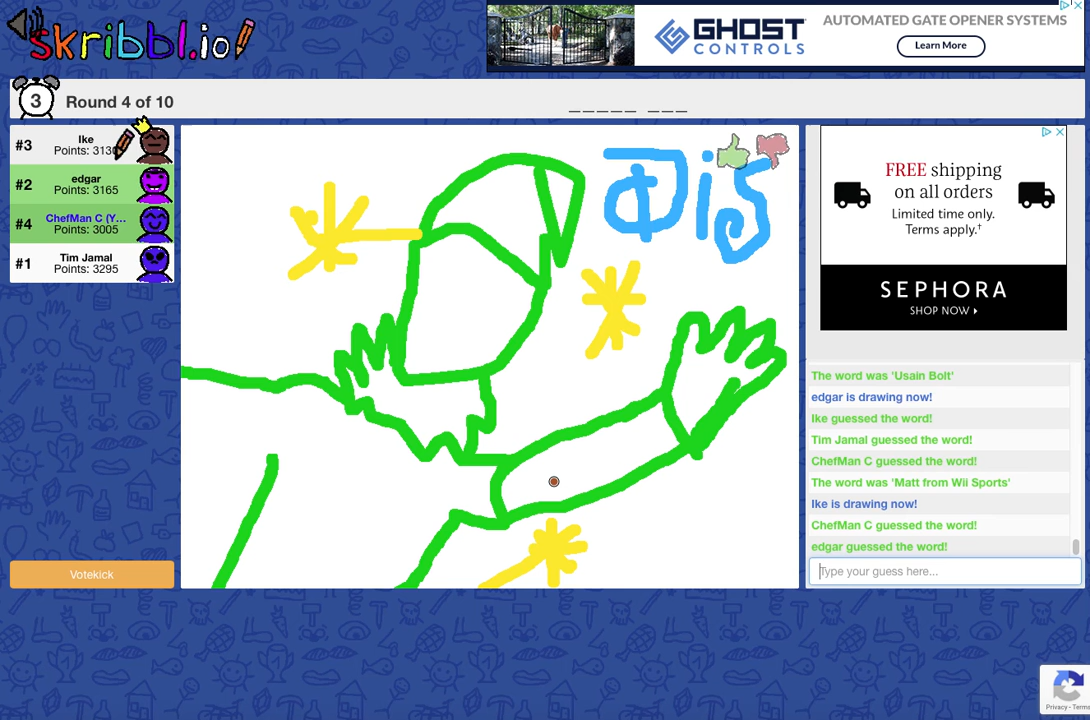 skribbl.io
GHOST
CONTROLS
AUTOMATED GATE OPENER SYSTEMS
Learn More
3
Round 4 of 10
_____ ___
#3
Ike
Points: 3130
#2
edgar
Points: 3165
#4
ChefMan C (Y...
Points: 3005
#1
Tim Jamal
Points: 3295
Votekick
Dis
FREE shipping
on all orders
Limited time only.
Terms apply.†
SEPHORA
SHOP NOW
The word was 'Usain Bolt'
edgar is drawing now!
Ike guessed the word!
Tim Jamal guessed the word!
ChefMan C guessed the word!
The word was 'Matt from Wii Sports'
Ike is drawing now!
ChefMan C guessed the word!
edgar guessed the word!
Type your guess here...
Privacy - Terms